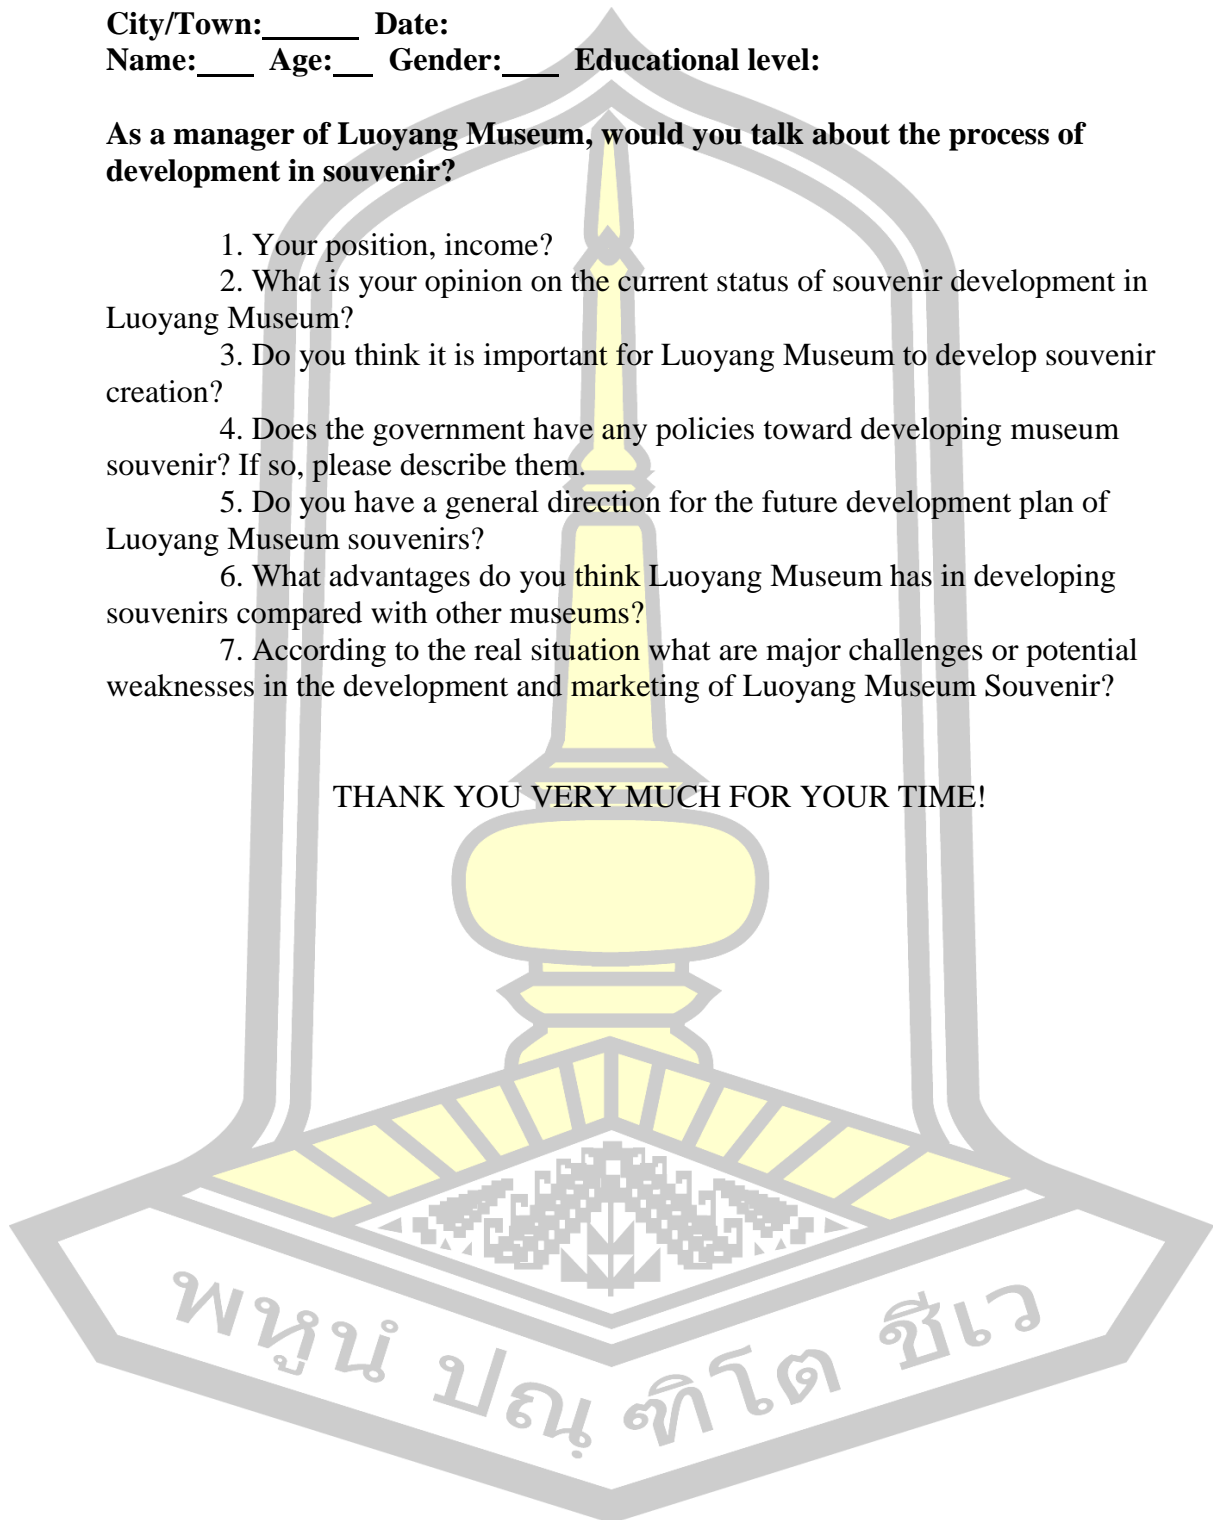 City/Town:______ Date:
Name:____ Age:___ Gender:____ Educational level:
As a manager of Luoyang Museum, would you talk about the process of
development in souvenir?
1. Your position, income?
2. What is your opinion on the current status of souvenir development in
Luoyang Museum?
3. Do you think it is important for Luoyang Museum to develop souvenir
creation?
4. Does the government have any policies toward developing museum
souvenir? If so, please describe them.
5. Do you have a general direction for the future development plan of
Luoyang Museum souvenirs?
6. What advantages do you think Luoyang Museum has in developing
souvenirs compared with other museums?
7. According to the real situation what are major challenges or potential
weaknesses in the development and marketing of Luoyang Museum Souvenir?
THANK YOU VERY MUCH FOR YOUR TIME!
พหูนํ ปณฺ ฑิโต ชีเว